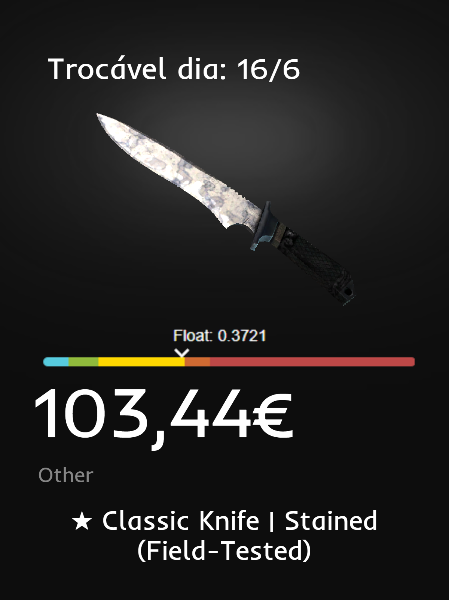 Trocável dia: 16/6
Float: 0.3721
103,44€
Other
★ Classic Knife | Stained
(Field-Tested)